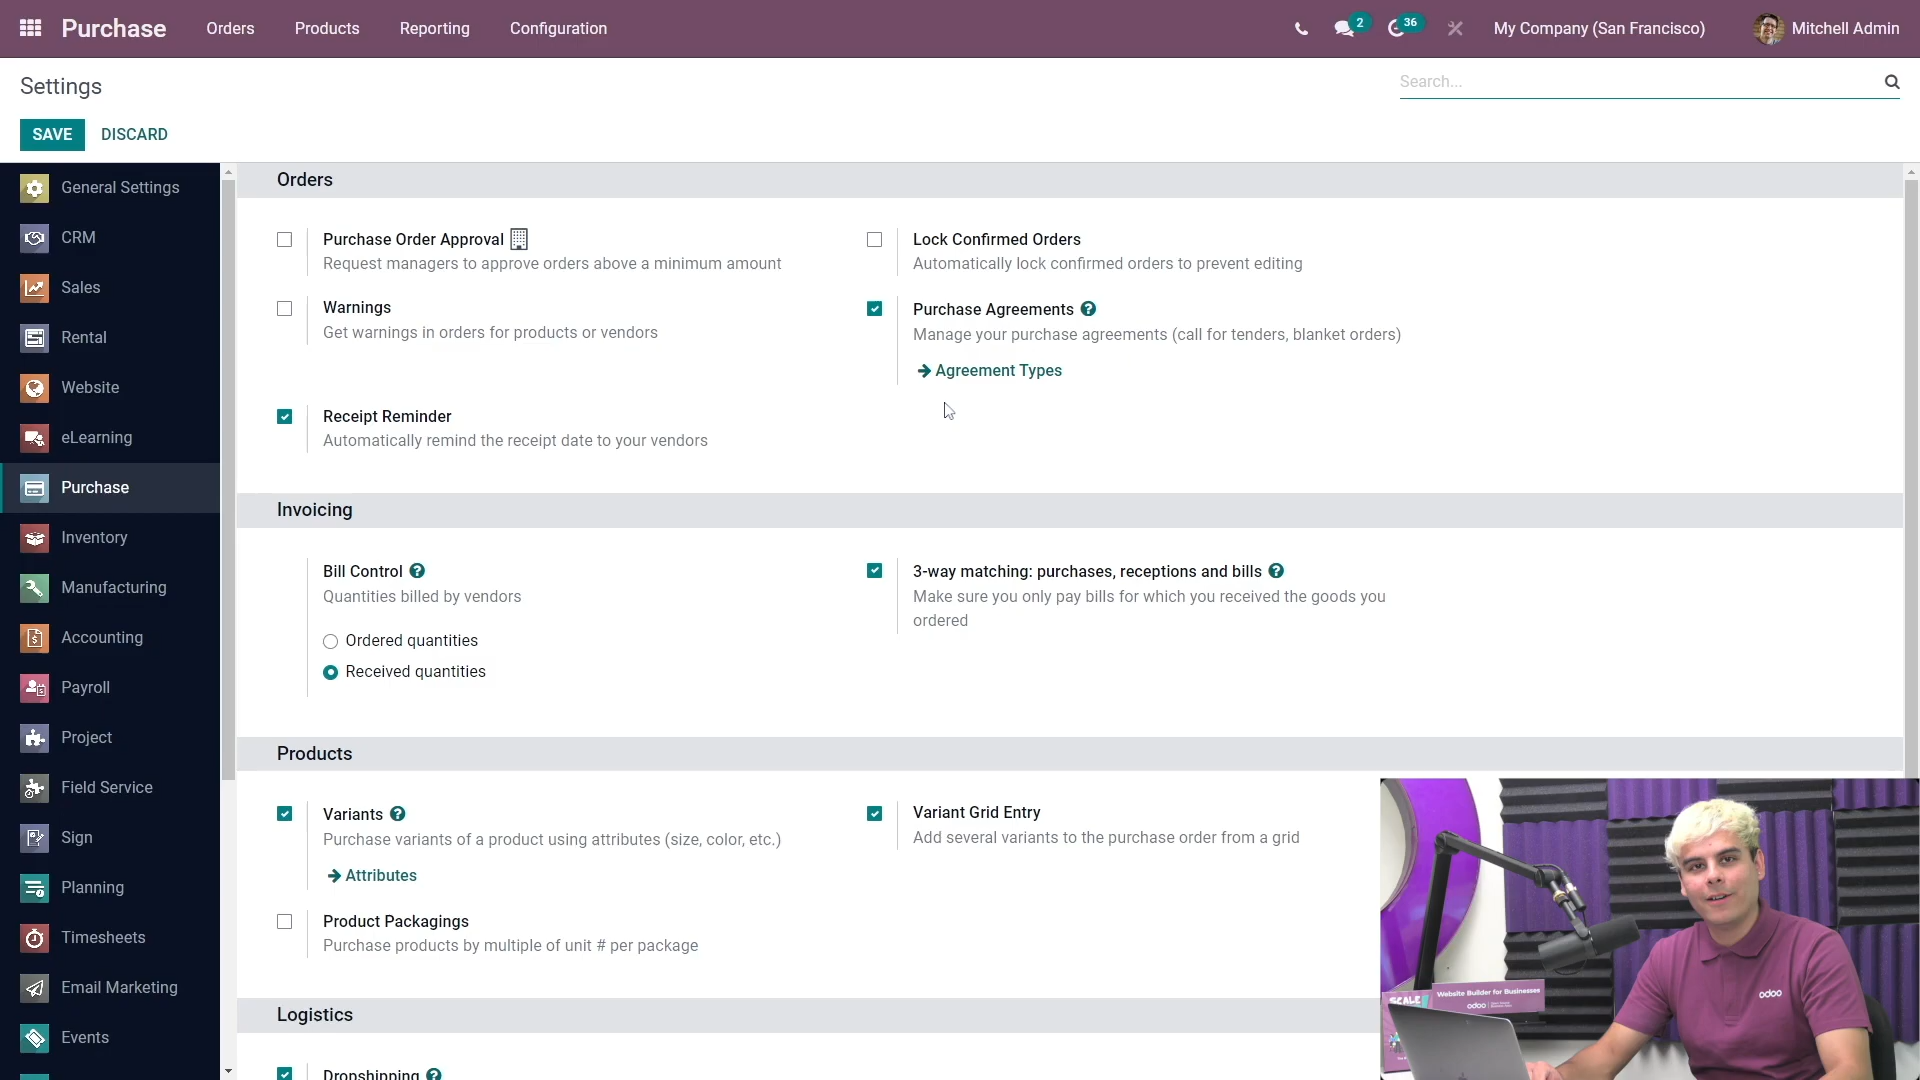 Purchase
Orders
Products
Reporting
Configuration
2
36
My Company (San Francisco)
Mitchell Admin
Settings
Search...
SAVE
DISCARD
General Settings
CRM
Sales
Rental
Website
eLearning
Purchase
Inventory
Manufacturing
Accounting
Payroll
Project
Field Service
Sign
Planning
Timesheets
Email Marketing
Events
Orders
Purchase Order Approval
Request managers to approve orders above a minimum amount
Lock Confirmed Orders
Automatically lock confirmed orders to prevent editing
Warnings
Get warnings in orders for products or vendors
Purchase Agreements
Manage your purchase agreements (call for tenders, blanket orders)
Agreement Types
Receipt Reminder
Automatically remind the receipt date to your vendors
Invoicing
Bill Control
Quantities billed by vendors
Ordered quantities
Received quantities
3-way matching: purchases, receptions and bills
Make sure you only pay bills for which you received the goods you
ordered
Products
Variants
Purchase variants of a product using attributes (size, color, etc.)
Attributes
Variant Grid Entry
Add several variants to the purchase order from a grid
Product Packagings
Purchase products by multiple of unit # per package
Logistics
Dropshipping
SCALE
Website Builder for Businesses
odoo
odoo